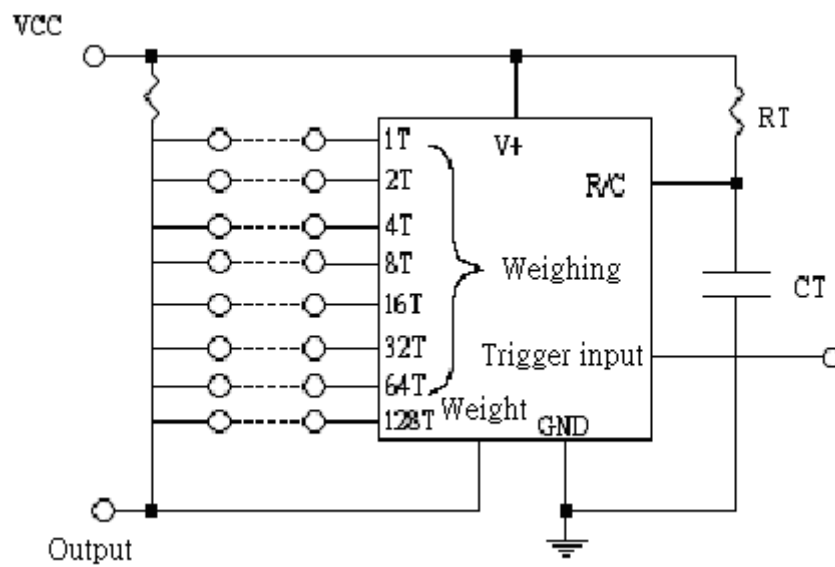 VCC
1T
V+
RT
2T
R/C
4T
8T
Weighing
CT
16T
32T
Trigger input
64T
Weight
128T
GND
Output